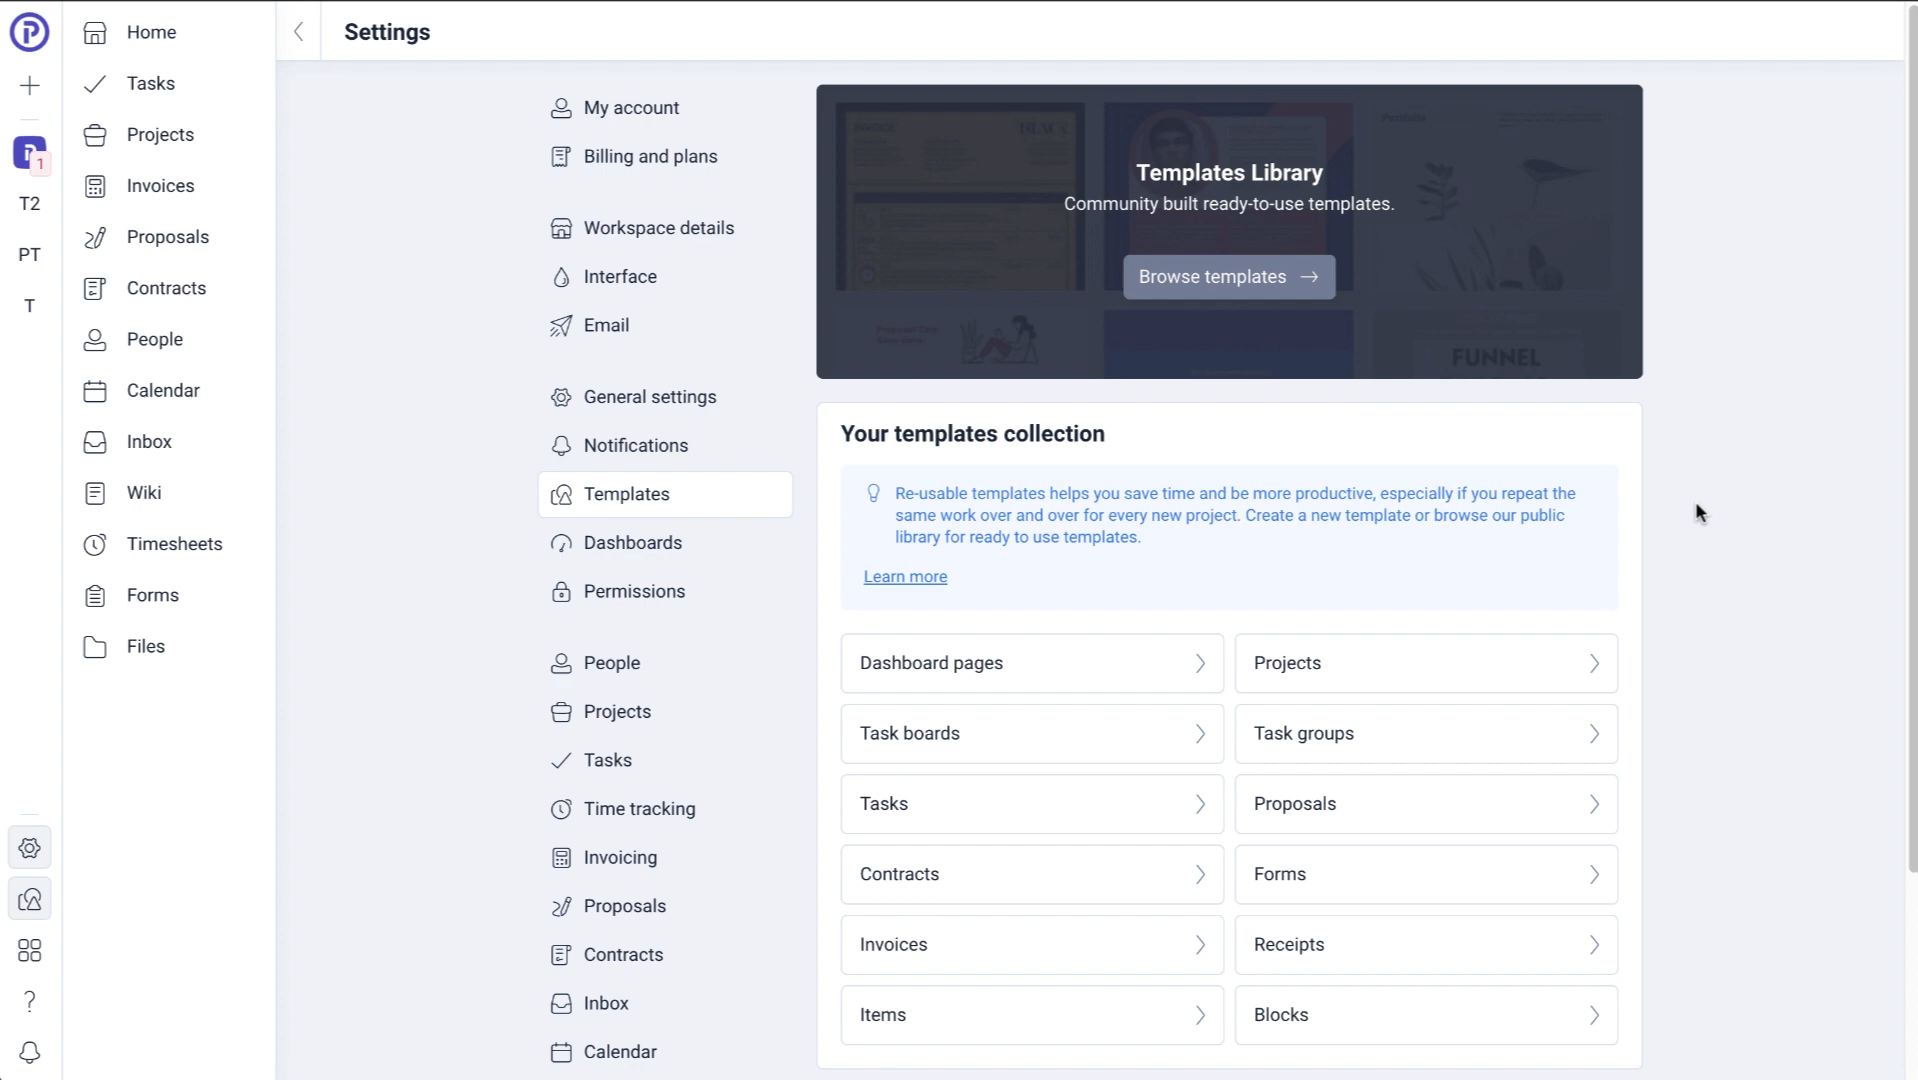 Home
Tasks
Projects
Invoices
Proposals
Contracts
People
Calendar
Inbox
Wiki
Timesheets
Forms
Files
1
T2
PT
T
?
Settings
My account
Billing and plans
Workspace details
Interface
Email
General settings
Notifications
Templates
Dashboards
Permissions
People
Projects
Tasks
Time tracking
Invoicing
Proposals
Contracts
Inbox
Calendar
INVOICE
Portfolio
Templates Library
Community built ready-to-use templates.
Browse templates
FUNNEL
Your templates collection
Re-usable templates helps you save time and be more productive, especially if you repeat the
same work over and over for every new project. Create a new template or browse our public
library for ready to use templates.
Learn more
Dashboard pages
Projects
Task boards
Task groups
Tasks
Proposals
Contracts
Forms
Invoices
Receipts
Items
Blocks